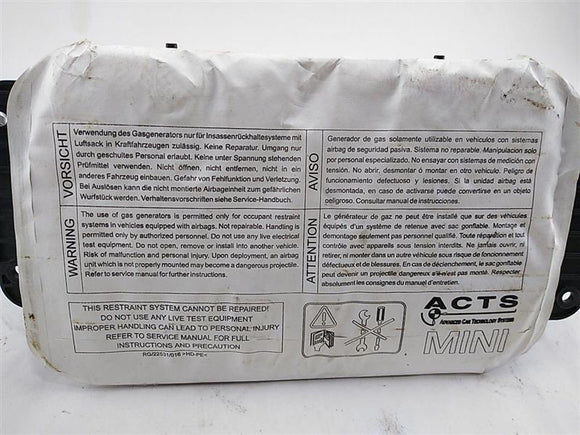 VORSICHT
Verwendung des Gasgenerators nur für Insassenrückhaltesysteme mit
Luftsack in Kraftfahrzeugen zulässig. Keine Reparatur. Umgang nur
durch geschultes Personal erlaubt. Keine unter Spannung stehenden
Prüfmittel verwenden. Nicht öffnen, nicht entfernen, nicht in ein
anderes Fahrzeug einbauen. Gefahr von Fehlfunktion und Verletzung.
Bei Auslösen kann die nicht montierte Airbageinheit zum gefährlichen
Wurfstück werden. Verhaltensvorschriften siehe Service-Handbuch.
AVISO
Generador de gas solamente utilizable en vehículos con sistemas
airbag de seguridad pasiva. Sistema no reparable. Manipulacion solo
por personal especializado. No ensayar con sistemas de medición con
tensión. No abrir, desmontar ó montar en otro vehículo. Peligro de
funcionamiento defectuoso y lesiones. Si la unidad airbag está
desmontada, en caso de activarse puede convertirse en un objeto
peligroso. Consultar manual de instrucciones.
WARNING
The use of gas generators is permitted only for occupant restraint
systems in vehicles equipped with airbags. Not repairable. Handling is
permitted only by authorized personnel. Do not use any live electrical
test equipment. Do not open, remove or install into another vehicle.
Risk of malfunction and personal injury. Upon deployment, an airbag
unit which is not properly mounted may become a dangerous projectile.
Refer to service manual for further instructions.
ATTENTION
Le générateur de gaz ne peut être installé que sur des véhicules
équipés d'un système de retenue avec sac gonflable. Montage et
démontage seulement par personnel qualifié. Toute réparation et tout
contrôle avec appareils sous tension interdits. Ne jamais ouvrir, ni
retirer, ni monter dans un autre véhicule sous risque de fonctionnement
défectueux et de blessures. En cas de déclenchement, le sac gonflable
peut devenir un projectile dangereux s'il n'est pas monté. Respecter
absolument les consignes du manuel d'entretien.
THIS RESTRAINT SYSTEM CANNOT BE REPAIRED!
DO NOT USE ANY LIVE TEST EQUIPMENT
IMPROPER HANDLING CAN LEAD TO PERSONAL INJURY
REFER TO SERVICE MANUAL FOR FULL
INSTRUCTIONS AND PRECAUTION
>HD-PE<
ACTS
ADVANCED CAR TECHNOLOGY SYSTEMS
MINI